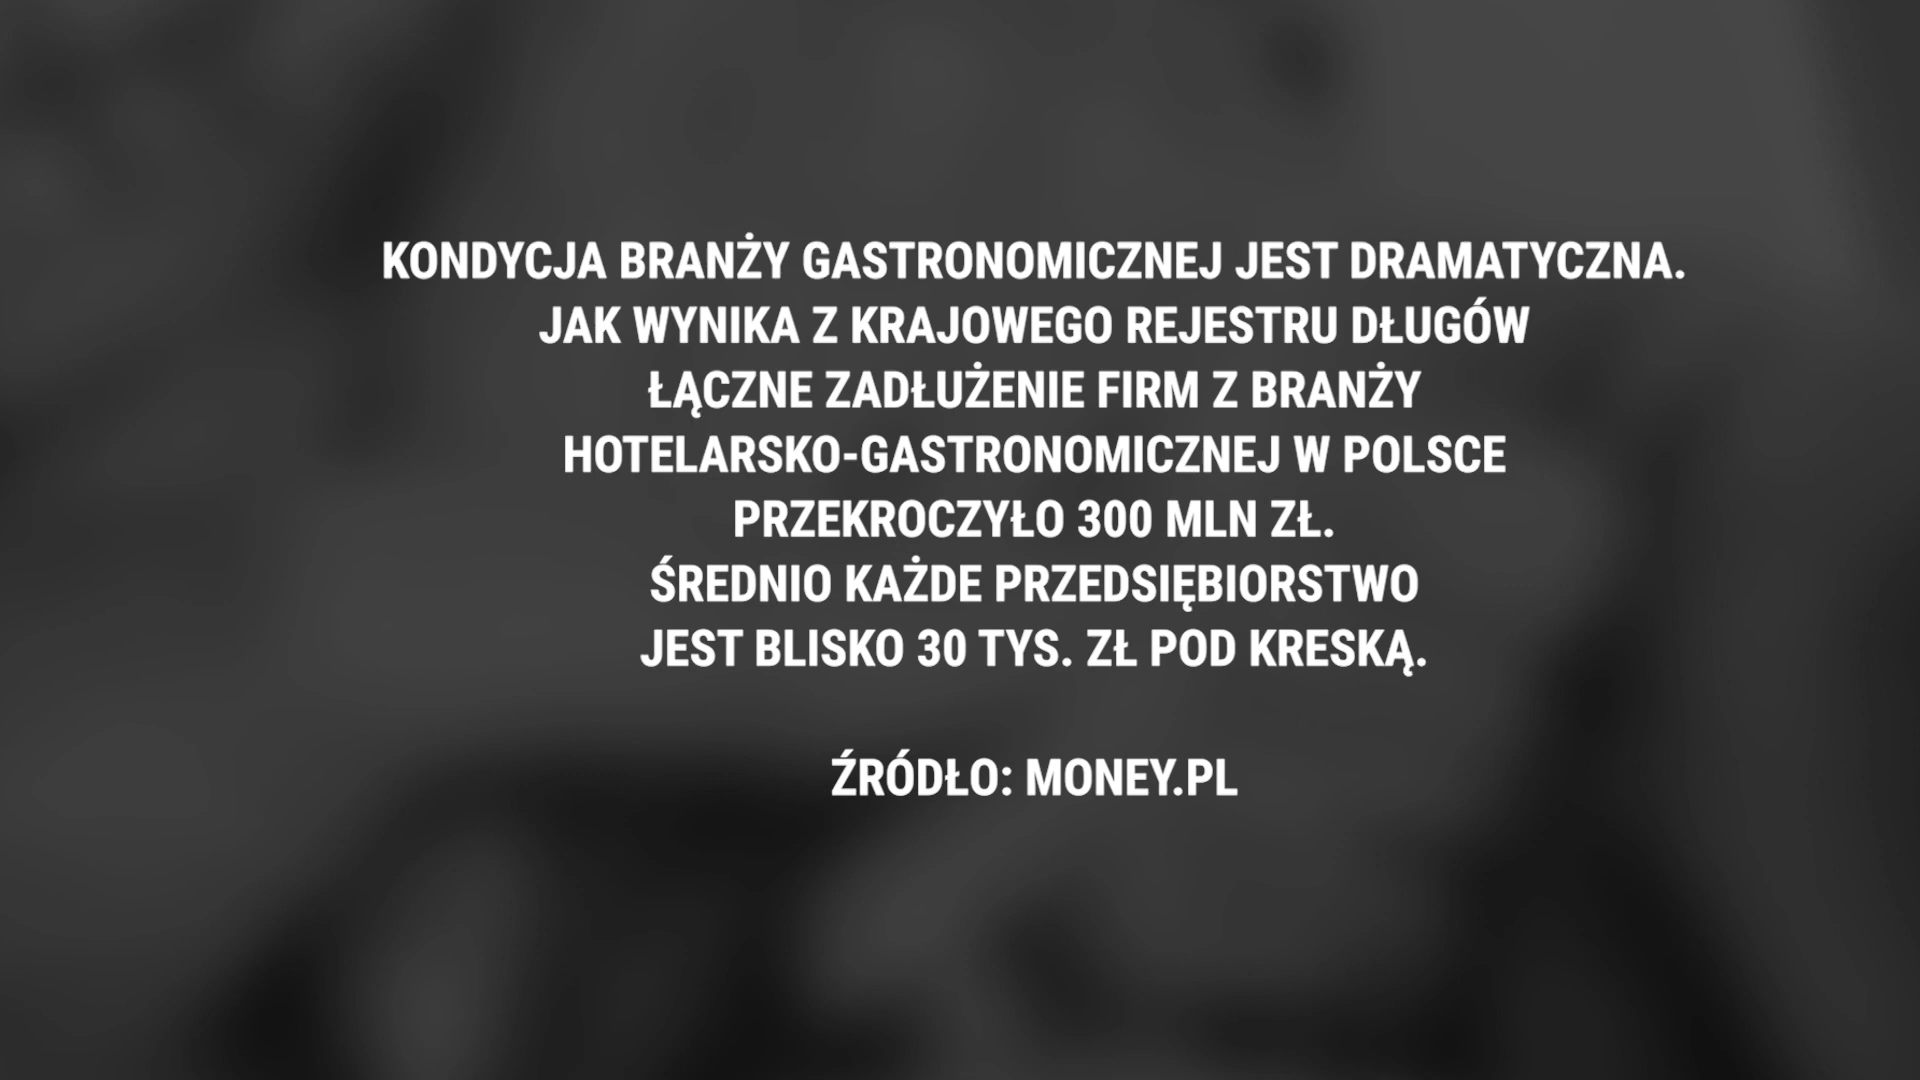 KONDYCJA BRANŻY GASTRONOMICZNEJ JEST DRAMATYCZNA.
JAK WYNIKA Z KRAJOWEGO REJESTRU DŁUGÓW
ŁĄCZNE ZADŁUŻENIE FIRM Z BRANŻY
HOTELARSKO-GASTRONOMICZNEJ W POLSCE
PRZEKROCZYŁO 300 MLN ZŁ.
ŚREDNIO KAŻDE PRZEDSIĘBIORSTWO
JEST BLISKO 30 TYS. ZŁ POD KRESKĄ.
ŹRÓDŁO: MONEY.PL